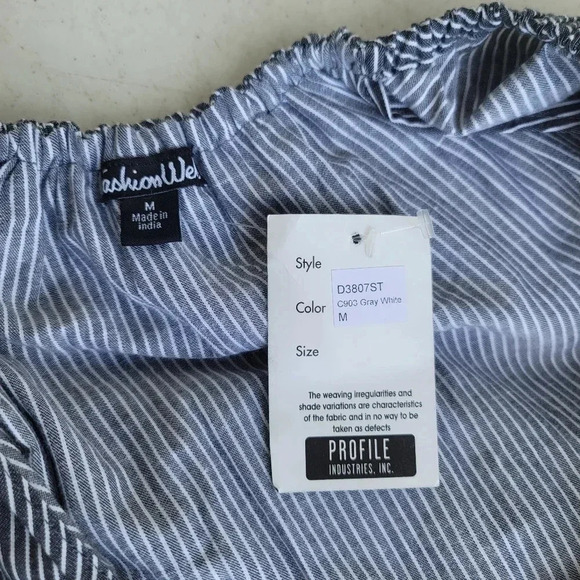 M
Made in
india
Style
D3807ST
Color
C903 Gray White
M
Size
The weaving irregularities and
shade variations are characteristics
of the fabric and in no way to be
taken as defects
PROFILE
INDUSTRIES, INC.